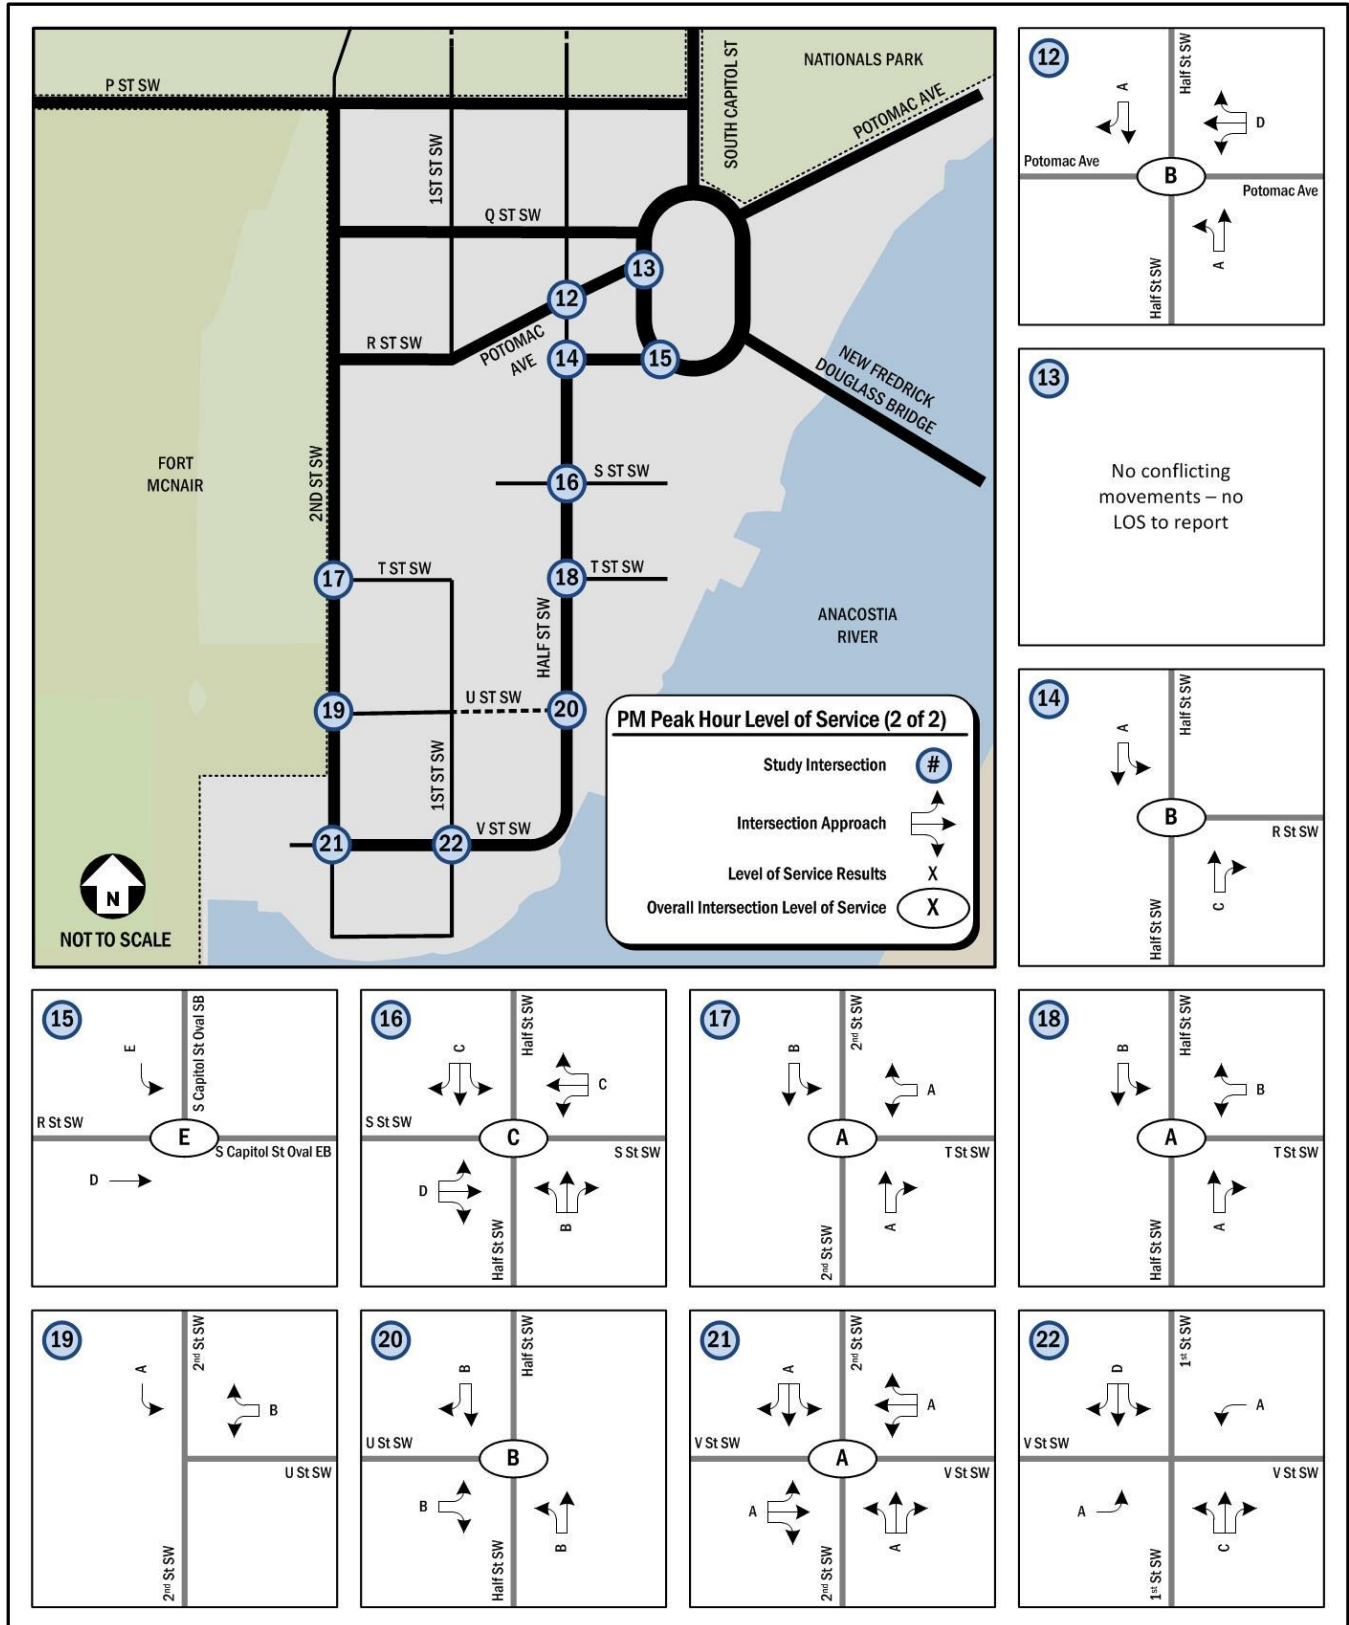 P ST SW
SOUTH CAPITOL ST
NATIONALS PARK
POTOMAC AVE
1ST ST SW
Q ST SW
13
12
R ST SW
POTOMAC
AVE
14
15
NEW FREDRICK
DOUGLASS BRIDGE
FORT
MCNAIR
2ND ST SW
16
S ST SW
17
T ST SW
18
T ST SW
HALF ST SW
ANACOSTIA
RIVER
19
U ST SW
20
1ST ST SW
21
22
V ST SW
N
NOT TO SCALE
PM Peak Hour Level of Service (2 of 2)
Study Intersection
#
Intersection Approach
Level of Service Results
X
Overall Intersection Level of Service
X
12
Half St SW
A
D
Potomac Ave
B
Potomac Ave
A
Half St SW
13
No conflicting
movements – no
LOS to report
14
Half St SW
A
B
R St SW
C
Half St SW
15
S Capitol St Oval SB
E
R St SW
E
S Capitol St Oval EB
D
16
Half St SW
C
C
S St SW
C
S St SW
D
B
Half St SW
17
2nd St SW
B
A
A
T St SW
A
2nd St SW
18
Half St SW
B
B
A
T St SW
A
Half St SW
19
2nd St SW
A
B
U St SW
2nd St SW
20
Half St SW
B
U St SW
B
B
B
Half St SW
21
2nd St SW
A
A
V St SW
A
V St SW
A
A
2nd St SW
22
1st St SW
D
A
V St SW
V St SW
A
C
1st St SW